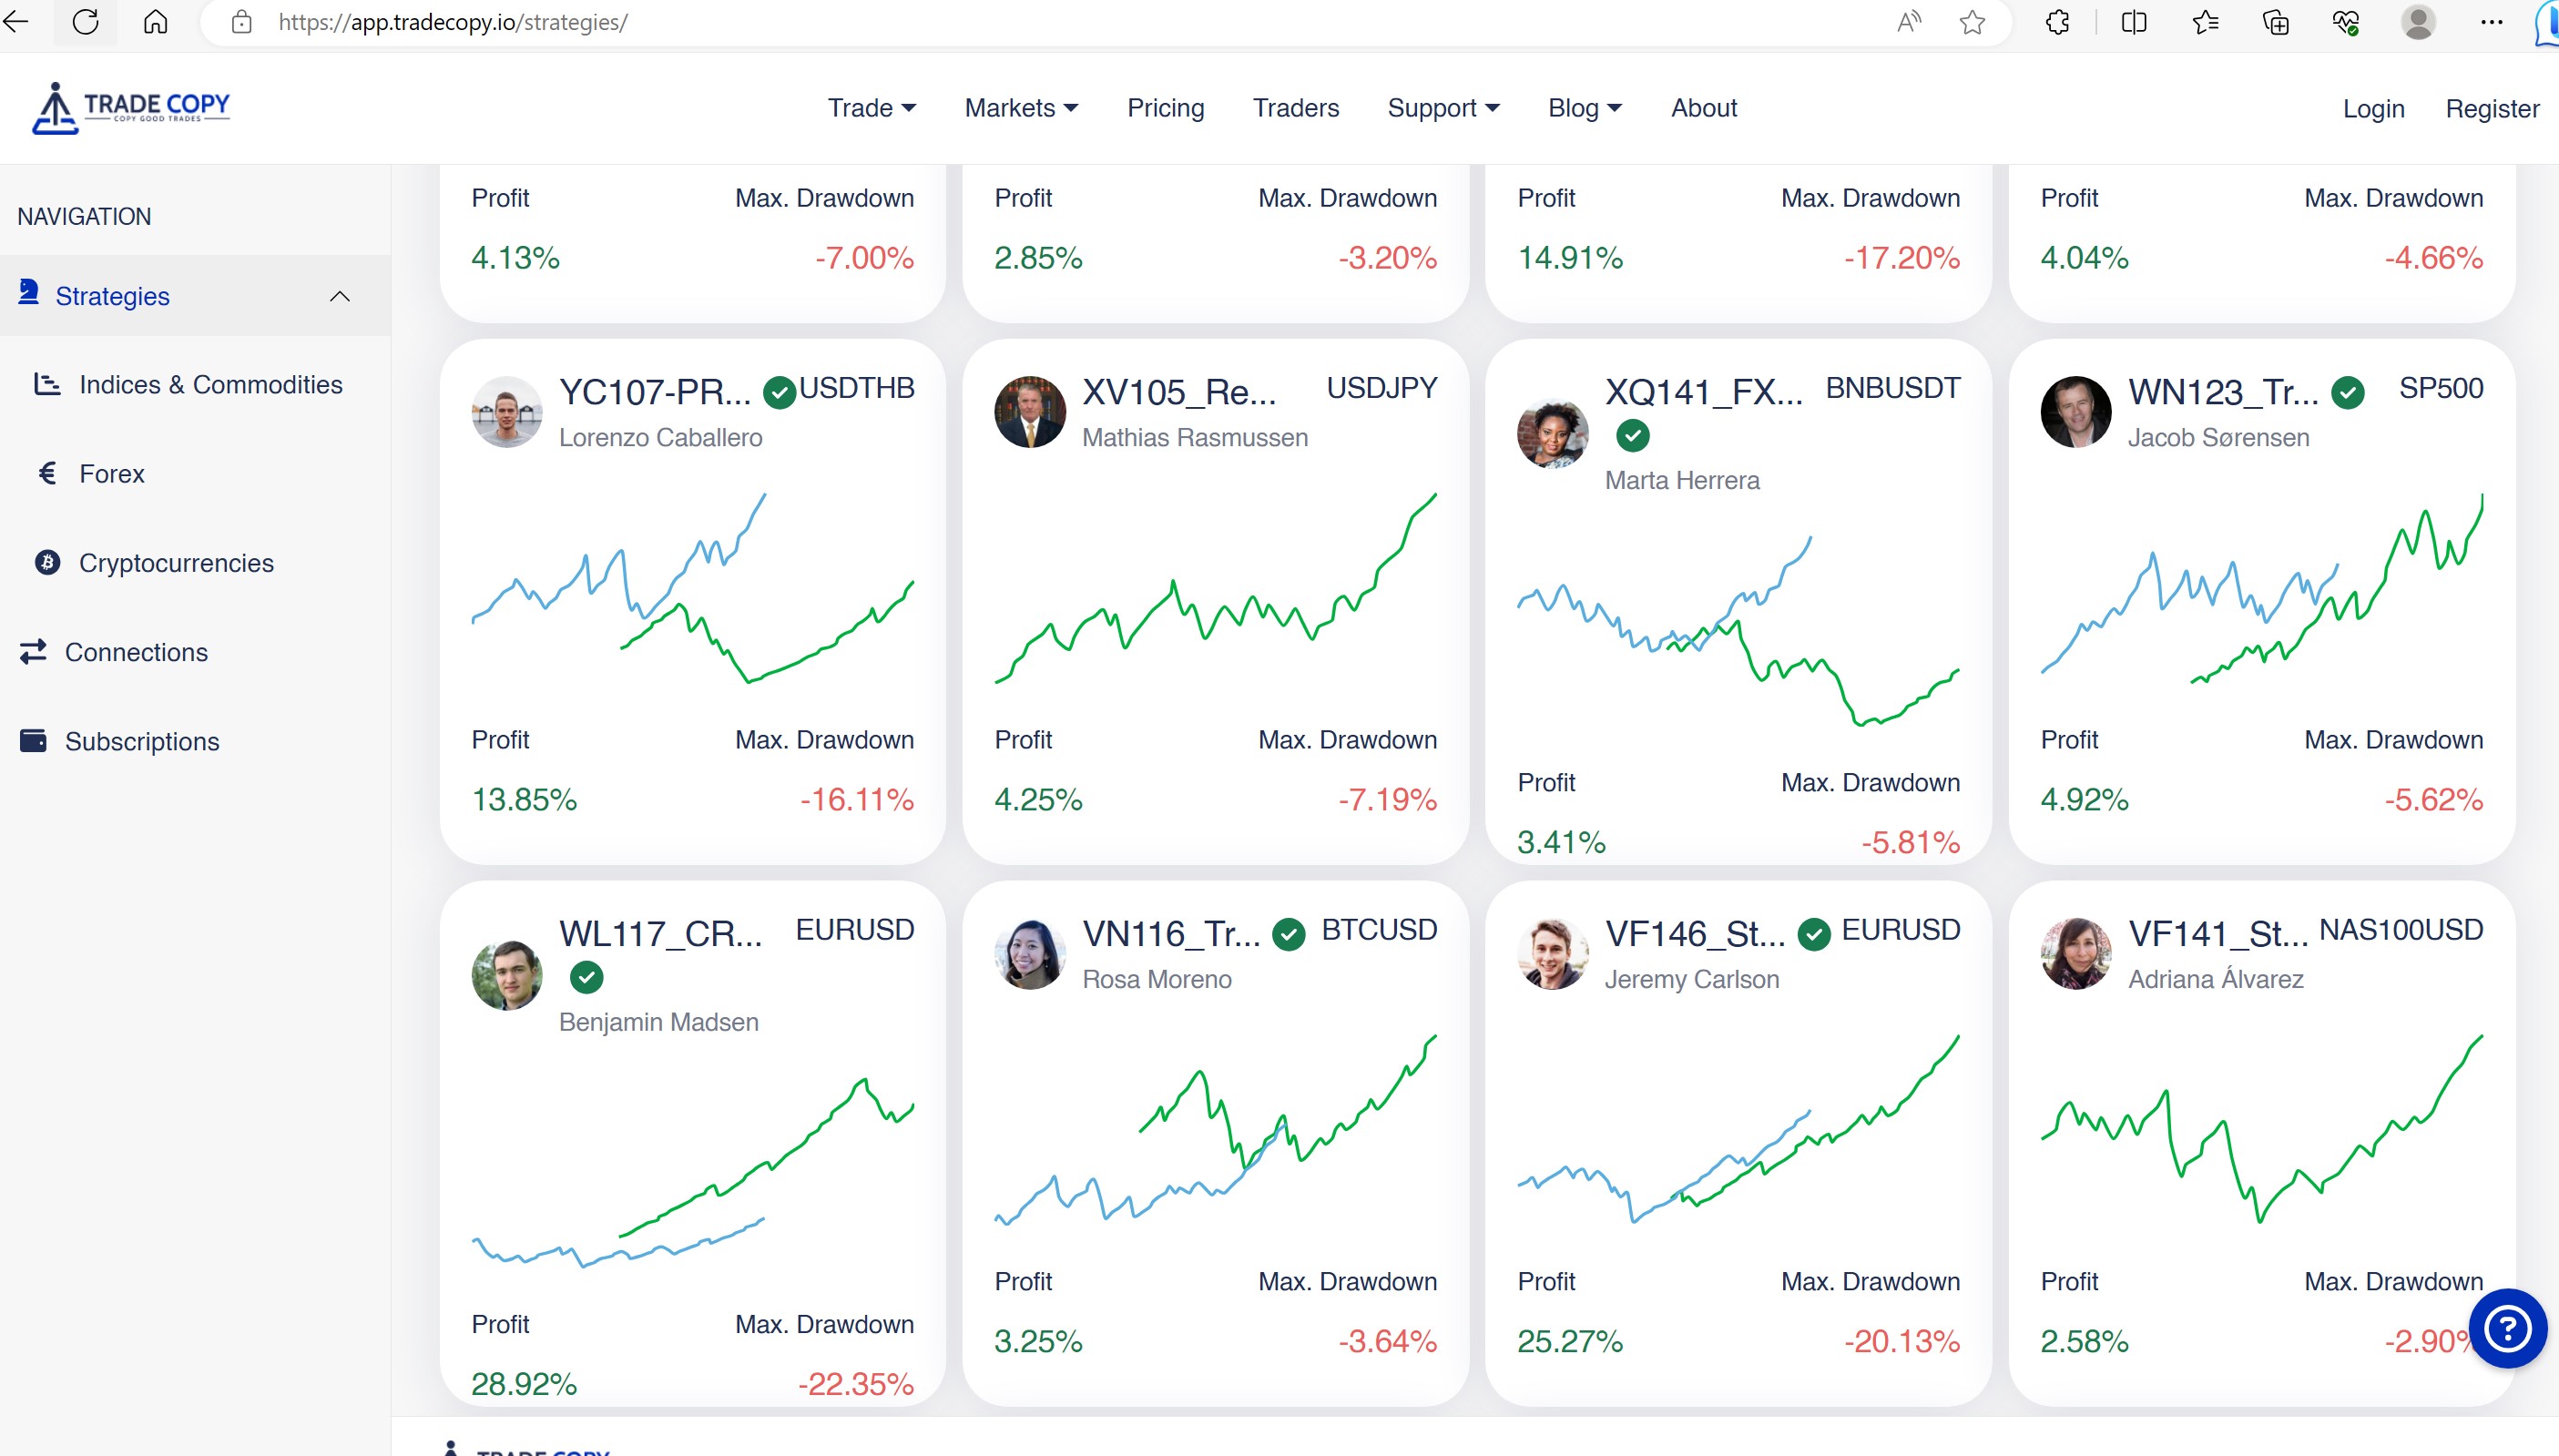 https://app.tradecopy.io/strategies/
TRADE COPY
COPY GOOD TRADES
Trade
Markets
Pricing
Traders
Support
Blog
About
Login
Register
NAVIGATION
Strategies
Indices & Commodities
Forex
Cryptocurrencies
Connections
Subscriptions
Profit Max. Drawdown
4.13% -7.00%
Profit Max. Drawdown
2.85% -3.20%
Profit Max. Drawdown
14.91% -17.20%
Profit Max. Drawdown
4.04% -4.66%
YC107-PR... USDTHB
Lorenzo Caballero
Profit Max. Drawdown
13.85% -16.11%
XV105_Re... USDJPY
Mathias Rasmussen
Profit Max. Drawdown
4.25% -7.19%
XQ141_FX... BNBUSDT
Marta Herrera
Profit Max. Drawdown
3.41% -5.81%
WN123_Tr... SP500
Jacob Sørensen
Profit Max. Drawdown
4.92% -5.62%
WL117_CR... EURUSD
Benjamin Madsen
Profit Max. Drawdown
28.92% -22.35%
VN116_Tr... BTCUSD
Rosa Moreno
Profit Max. Drawdown
3.25% -3.64%
VF146_St... EURUSD
Jeremy Carlson
Profit Max. Drawdown
25.27% -20.13%
VF141_St... NAS100USD
Adriana Álvarez
Profit Max. Drawdown
2.58% -2.90%
?
TRADE COPY